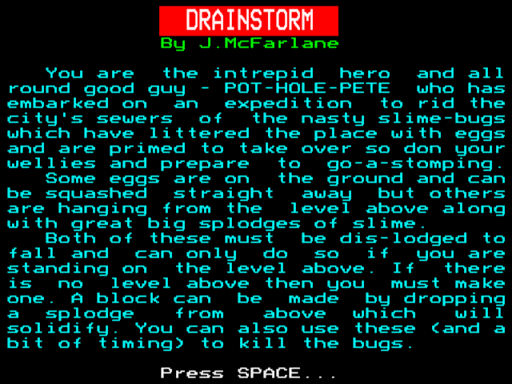 DRAINSTORM
By J.McFarlane
You are the intrepid hero and all
round good guy - POT-HOLE-PETE who has
embarked on an expedition to rid the
city's sewers of the nasty slime-bugs
which have littered the place with eggs
and are primed to take over so don your
wellies and prepare to go-a-stomping.
Some eggs are on the ground and can
be squashed straight away but others
are hanging from the level above along
with great big splodges of slime.
Both of these must be dis-lodged to
fall and can only do so if you are
standing on the level above. If there
is no level above then you must make
one. A block can be made by dropping
a splodge from above which will
solidify. You can also use these (and a
bit of timing) to kill the bugs.
Press SPACE...